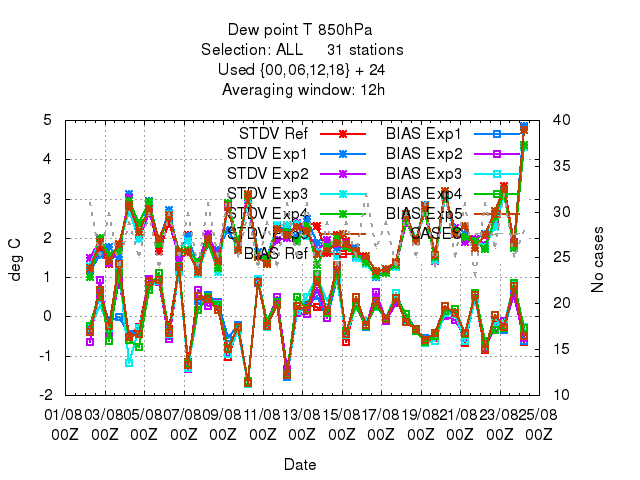 Dew point T 850hPa
Selection: ALL 31 stations
Used {00,06,12,18} + 24
Averaging window: 12h
STDV Ref
STDV Exp1
STDV Exp2
STDV Exp3
STDV Exp4
STDV Exp5
BIAS Ref
BIAS Exp1
BIAS Exp2
BIAS Exp3
BIAS Exp4
BIAS Exp5
CASES
5
4
3
2
1
0
-1
-2
deg C
40
35
30
25
20
15
10
No cases
01/08 03/08 05/08 07/08 09/08 11/08 13/08 15/08 17/08 19/08 21/08 23/08 25/08
00Z 00Z 00Z 00Z 00Z 00Z 00Z 00Z 00Z 00Z 00Z 00Z 00Z
Date